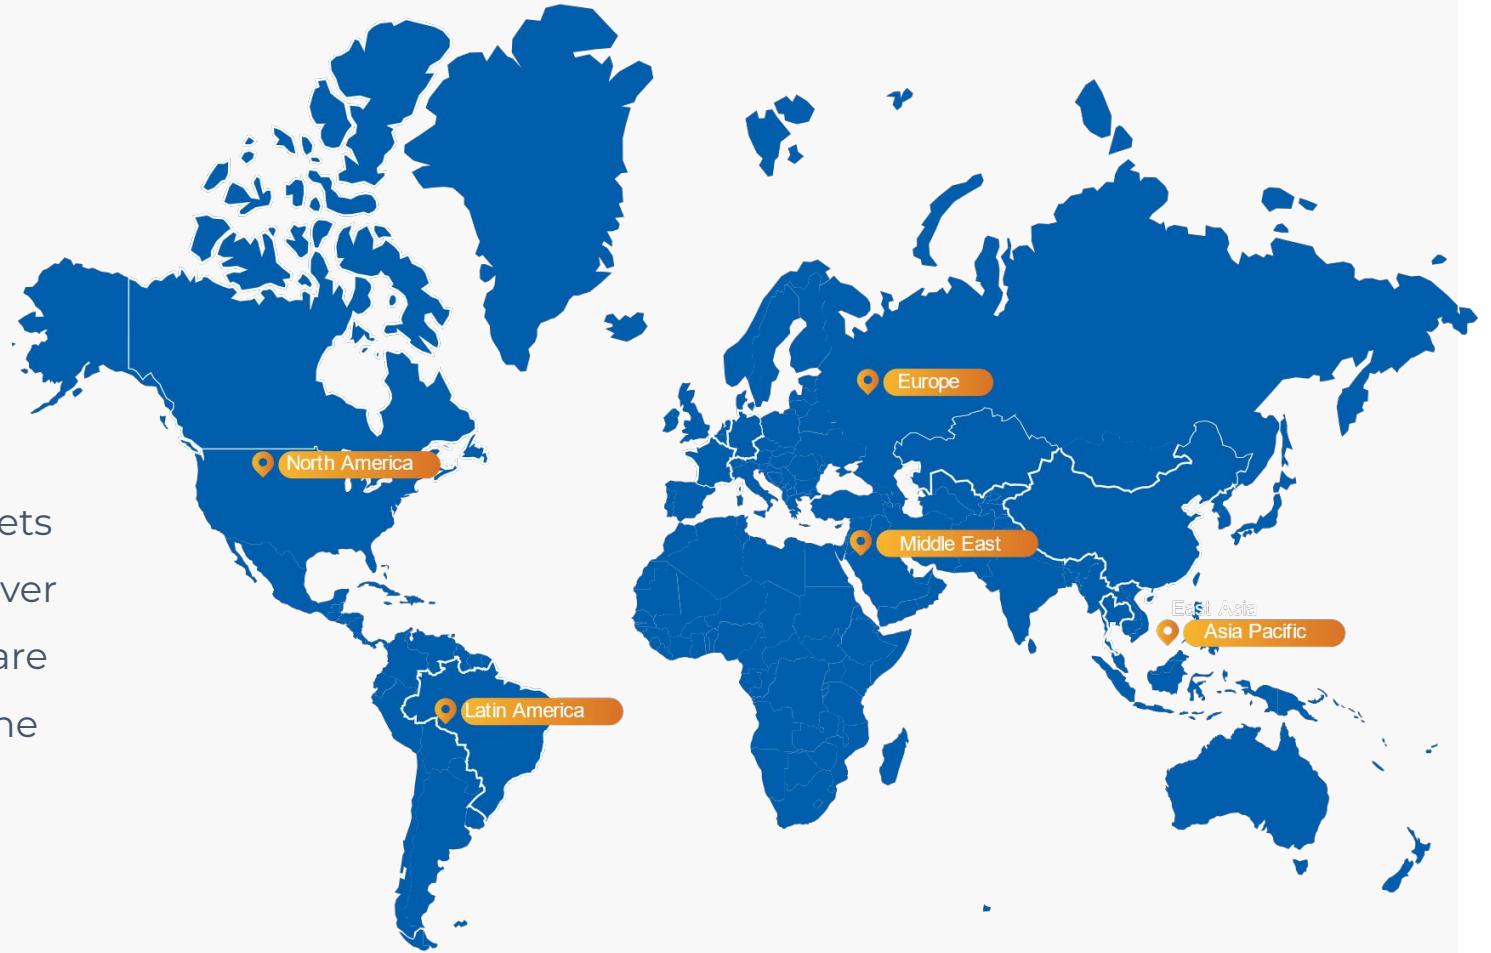 Europe
North America
ets
ver
are
ne
Middle East
East Asia
Asia Pacific
Latin America